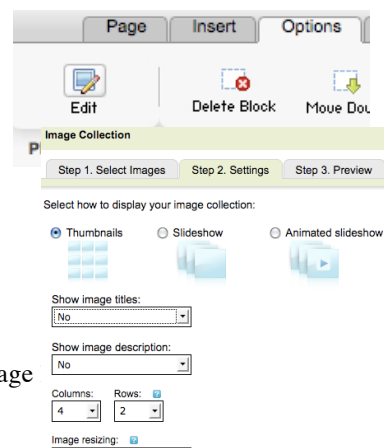 Page Insert Options
Edit Delete Block Move Dou
Image Collection
P
Step 1. Select Images Step 2. Settings Step 3. Preview
Select how to display your image collection:
Thumbnails Slideshow Animated slideshow
Show image titles:
No
Show image description:
No
age
Columns: Rows:
4 2
Image resizing: